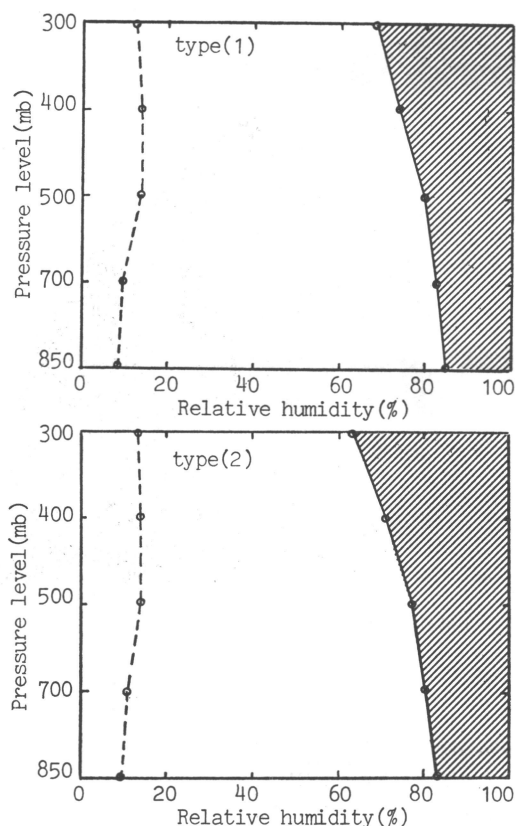 300
type(1)
400
500
700
850
Pressure level(mb)
0 20 40 60 80 100
Relative humidity(%)
300
type(2)
400
500
700
850
Pressure level(mb)
0 20 40 60 80 100
Relative humidity(%)